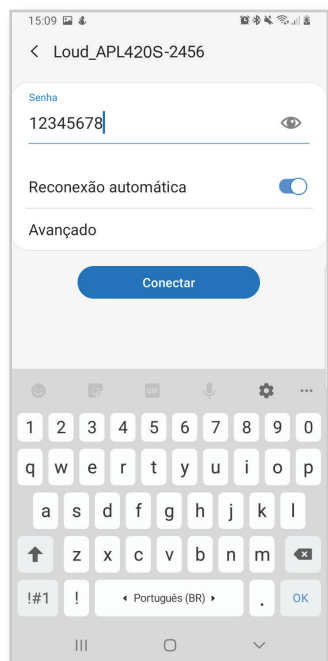 15:09
Loud_APL420S-2456
Senha
12345678
Reconexão automática
Avançado
Conectar
GIF
1 2 3 4 5 6 7 8 9 0
q w e r t y u i o p
a s d f g h j k l
z x c v b n m
!#1 ! Português (BR) . OK